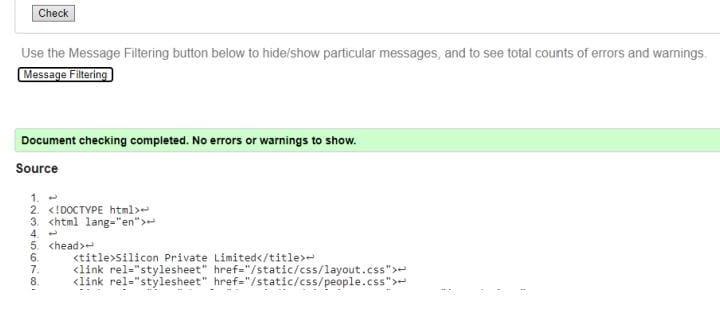 Check
Use the Message Filtering button below to hide/show particular messages, and to see total counts of errors and warnings.
Message Filtering
Document checking completed. No errors or warnings to show.
Source
1. ↩
2. <!DOCTYPE html>↩
3. <html lang="en">↩
4. ↩
5. <head>↩
6. <title>Silicon Private Limited</title>↩
7. <link rel="stylesheet" href="/static/css/layout.css">↩
8. <link rel="stylesheet" href="/static/css/people.css">↩